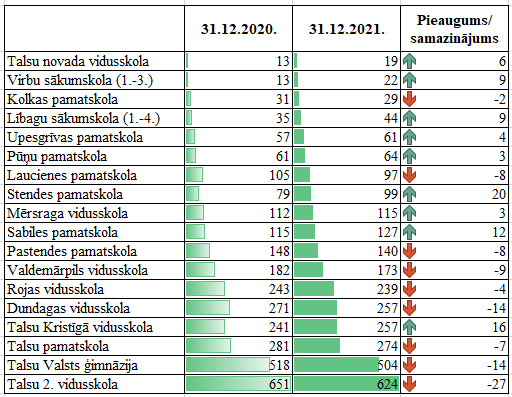 31.12.2020. 31.12.2021. Pieaugums/
samazinājums
Talsu novada vidusskola 13 19 6
Virbu sākumskola (1.-3.) 13 22 9
Kolkas pamatskola 31 29 -2
Lībagu sākumskola (1.-4.) 35 44 9
Upesgrīvas pamatskola 57 61 4
Pūņu pamatskola 61 64 3
Laucienes pamatskola 105 97 -8
Stendes pamatskola 79 99 20
Mērsraga vidusskola 112 115 3
Sabiles pamatskola 115 127 12
Pastendes pamatskola 148 140 -8
Valdemārpils vidusskola 182 173 -9
Rojas vidusskola 243 239 -4
Dundagas vidusskola 271 257 -14
Talsu Kristīgā vidusskola 241 257 16
Talsu pamatskola 281 274 -7
Talsu Valsts ģimnāzija 518 504 -14
Talsu 2. vidusskola 651 624 -27